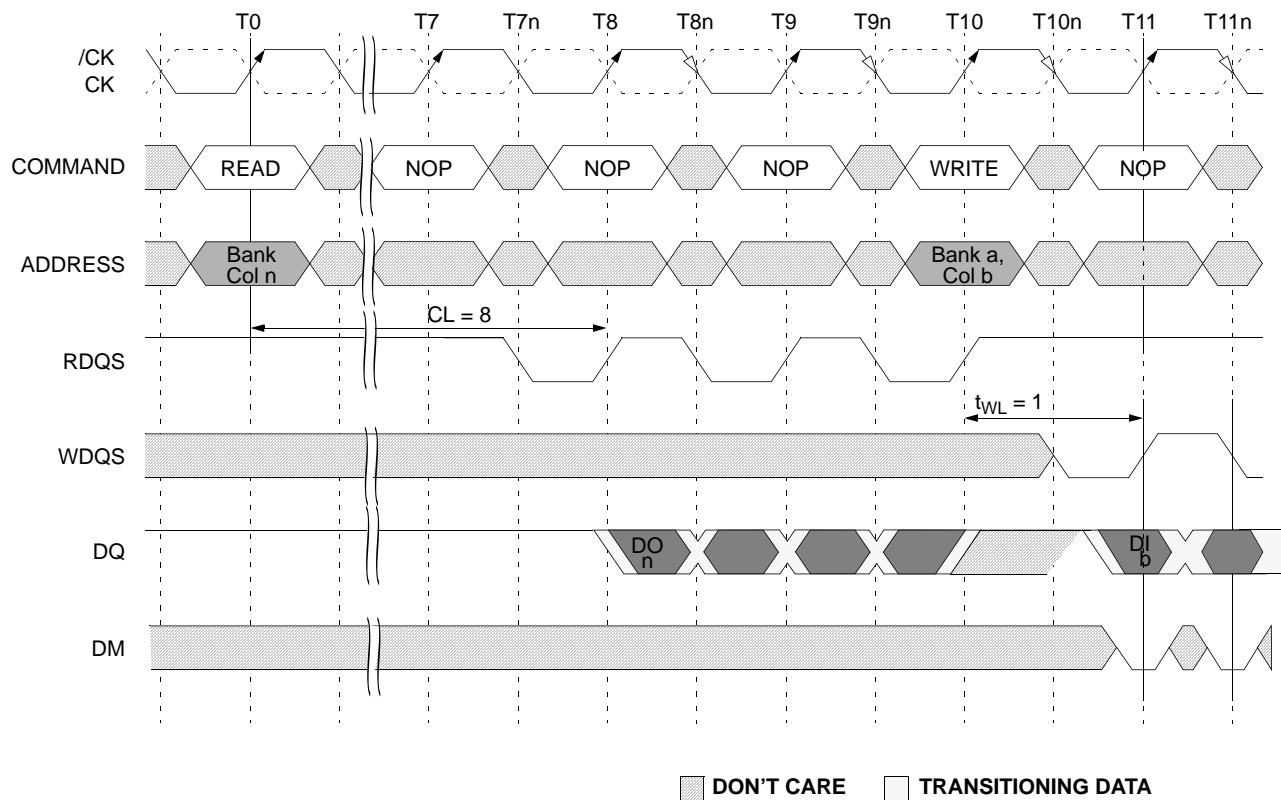 T0 T7 T7n T8 T8n T9 T9n T10 T10n T11 T11n
/CK
CK
COMMAND READ NOP NOP NOP WRITE NOP
ADDRESS Bank Col n Bank a, Col b
CL = 8
RDQS
tWL = 1
WDQS
DQ DO n DI b
DM
DON'T CARE TRANSITIONING DATA